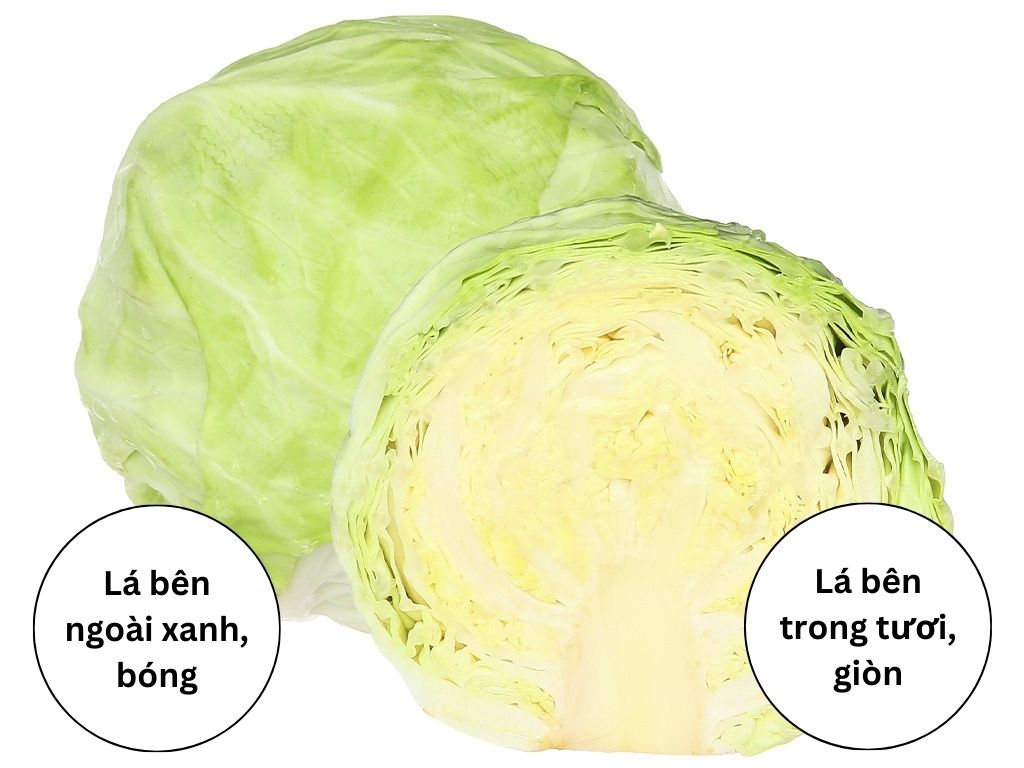 Lá bên
ngoài xanh,
bóng
Lá bên
trong tươi,
giòn